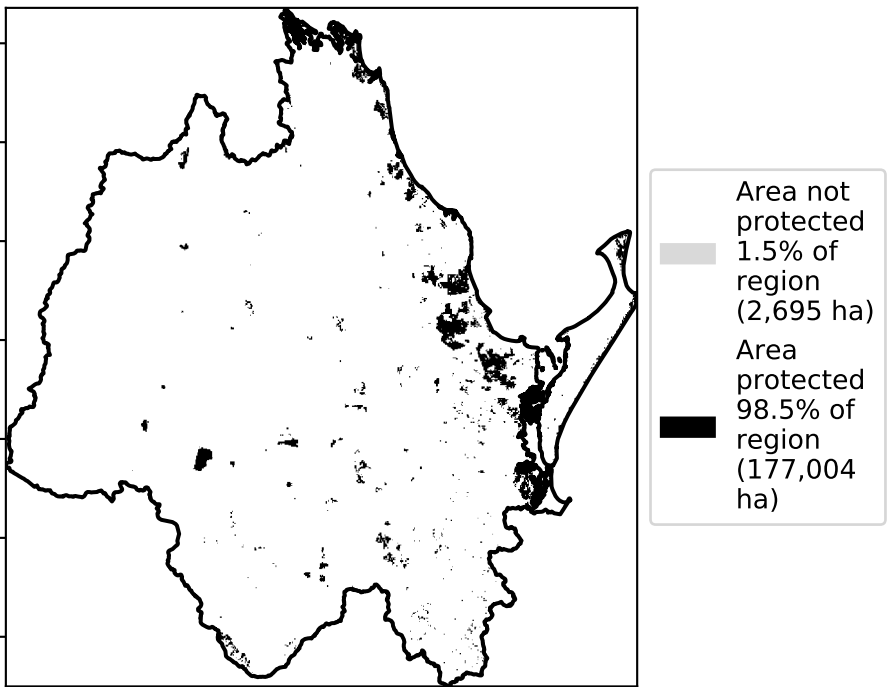 Area not
protected
1.5% of
region
(2,695 ha)
Area
protected
98.5% of
region
(177,004
ha)